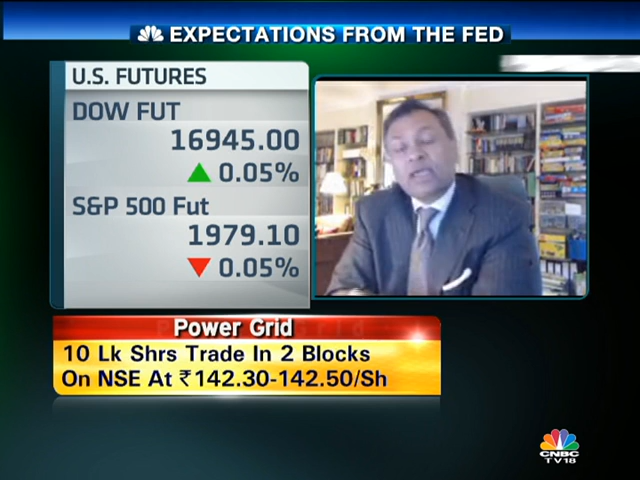 EXPECTATIONS FROM THE FED
U.S. FUTURES
DOW FUT
16945.00
▲ 0.05%
S&P 500 Fut
1979.10
▼ 0.05%
Power Grid
10 Lk Shrs Trade In 2 Blocks
On NSE At ₹142.30-142.50/Sh
CNBC
TV18